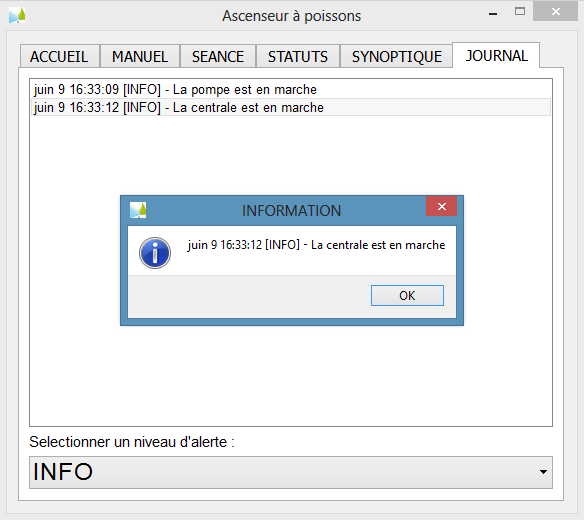 Ascenseur à poissons
ACCUEIL MANUEL SEANCE STATUTS SYNOPTIQUE JOURNAL
juin 9 16:33:09 [INFO] - La pompe est en marche
juin 9 16:33:12 [INFO] - La centrale est en marche
INFORMATION
juin 9 16:33:12 [INFO] - La centrale est en marche
OK
Selectionner un niveau d'alerte :
INFO